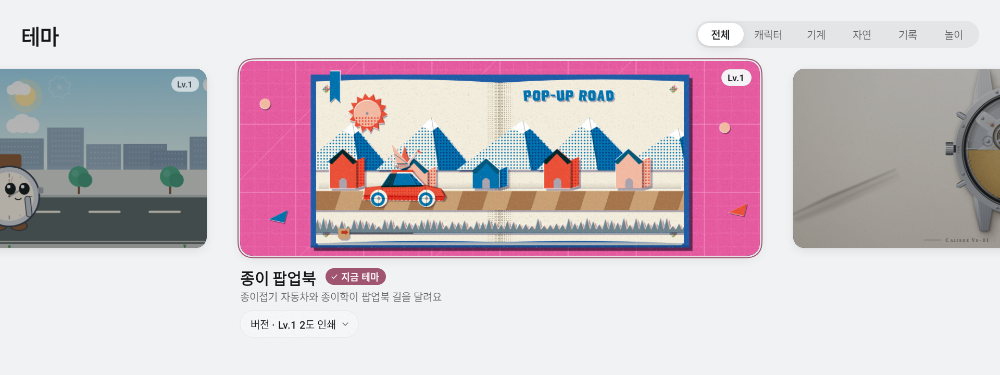 테마
전체 캐릭터 기계 자연 기록 놀이
Lv.1
Lv.1
POP-UP ROAD
CALIBRE VS-01
종이 팝업북 ✓ 지금 테마
종이접기 자동차와 종이학이 팝업북 길을 달려요
버전 · Lv.1 2도 인쇄